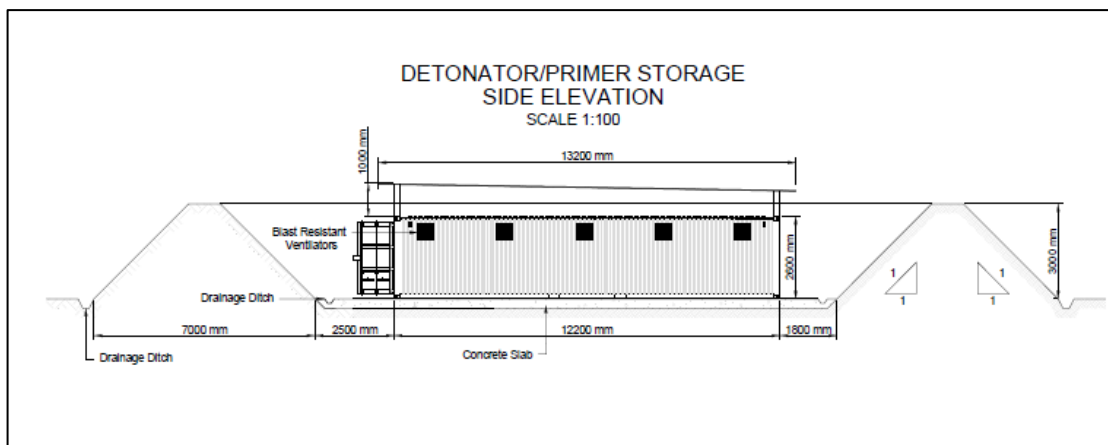 DETONATOR/PRIMER STORAGE
SIDE ELEVATION
SCALE 1:100
1000 mm
13200 mm
Blast Resistant
Ventilators
2600 mm
3000 mm
1
1
1
1
Drainage Ditch
7000 mm
2500 mm
12200 mm
1800 mm
Drainage Ditch
Concrete Slab